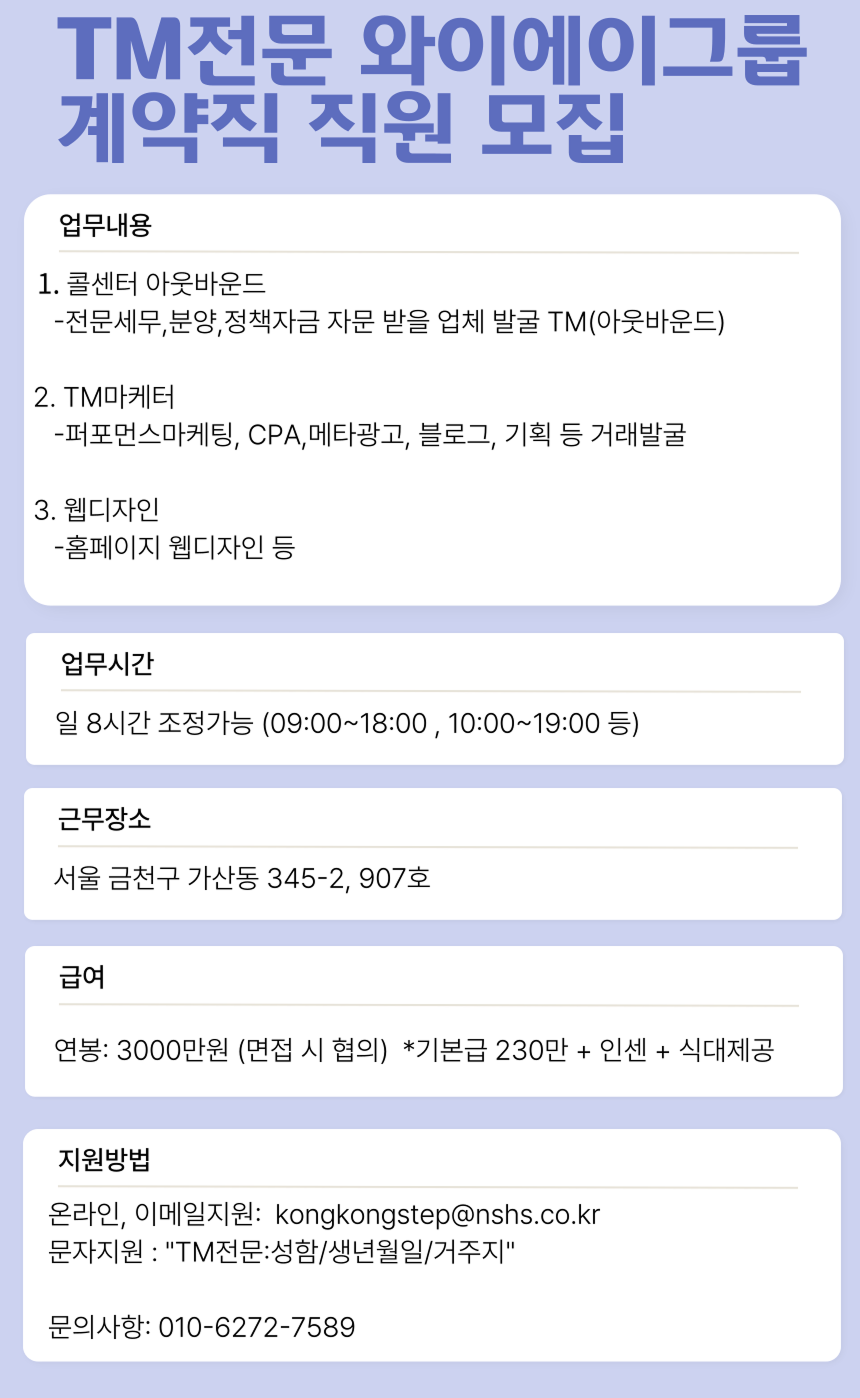 TM전문 와이에이그룹
계약직 직원 모집
업무내용
1. 콜센터 아웃바운드
-전문세무,분양,정책자금 자문 받을 업체 발굴 TM(아웃바운드)
2. TM마케터
-퍼포먼스마케팅, CPA,메타광고, 블로그, 기획 등 거래발굴
3. 웹디자인
-홈페이지 웹디자인 등
업무시간
일 8시간 조정가능 (09:00~18:00 , 10:00~19:00 등)
근무장소
서울 금천구 가산동 345-2, 907호
급여
연봉: 3000만원 (면접 시 협의) *기본급 230만 + 인센 + 식대제공
지원방법
온라인, 이메일지원: kongkongstep@nshs.co.kr
문자지원 : "TM전문:성함/생년월일/거주지"
문의사항: 010-6272-7589